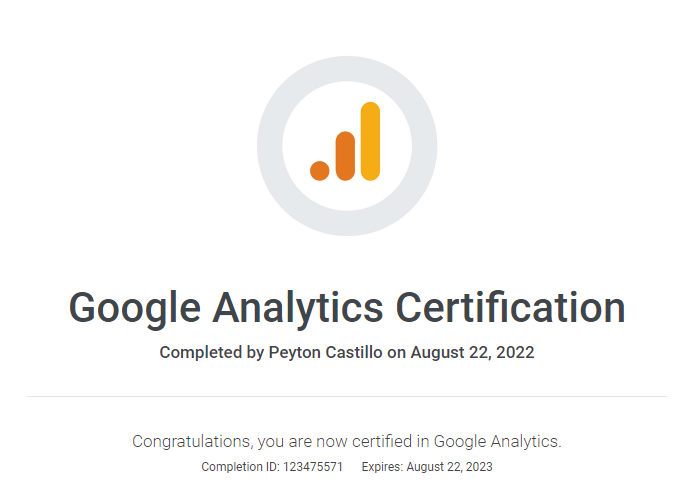 Google Analytics Certification
Completed by Peyton Castillo on August 22, 2022
Congratulations, you are now certified in Google Analytics.
Completion ID: 123475571 Expires: August 22, 2023